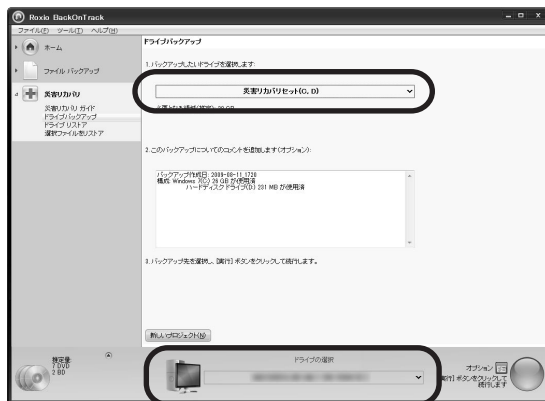 Roxio BackOnTrack
ファイル(F) ツール(T) ヘルプ(H)
ホーム
ファイル バックアップ
災害リカバリ
災害リカバリ ガイド
ドライブバックアップ
ドライブ リストア
選択ファイルをリストア
ドライブバックアップ
1.バックアップしたいドライブを選択します:
災害リカバリセット(C, D)
2.このバックアップについてのコメントを追加します(オプション):
バックアップ作成日: 2009-08-11_1720
構成: Windows 7(C:) 26 GB が使用済
ハードディスクドライブ(D:) 231 MB が使用済
3.バックアップ先を選択し、[実行] ボタンをクリックして続行します。
新しいプロジェクト(N)
推定量:
7 DVD
2 BD
ドライブの選択
オプション
[実行] ボタンをクリックして
続行します